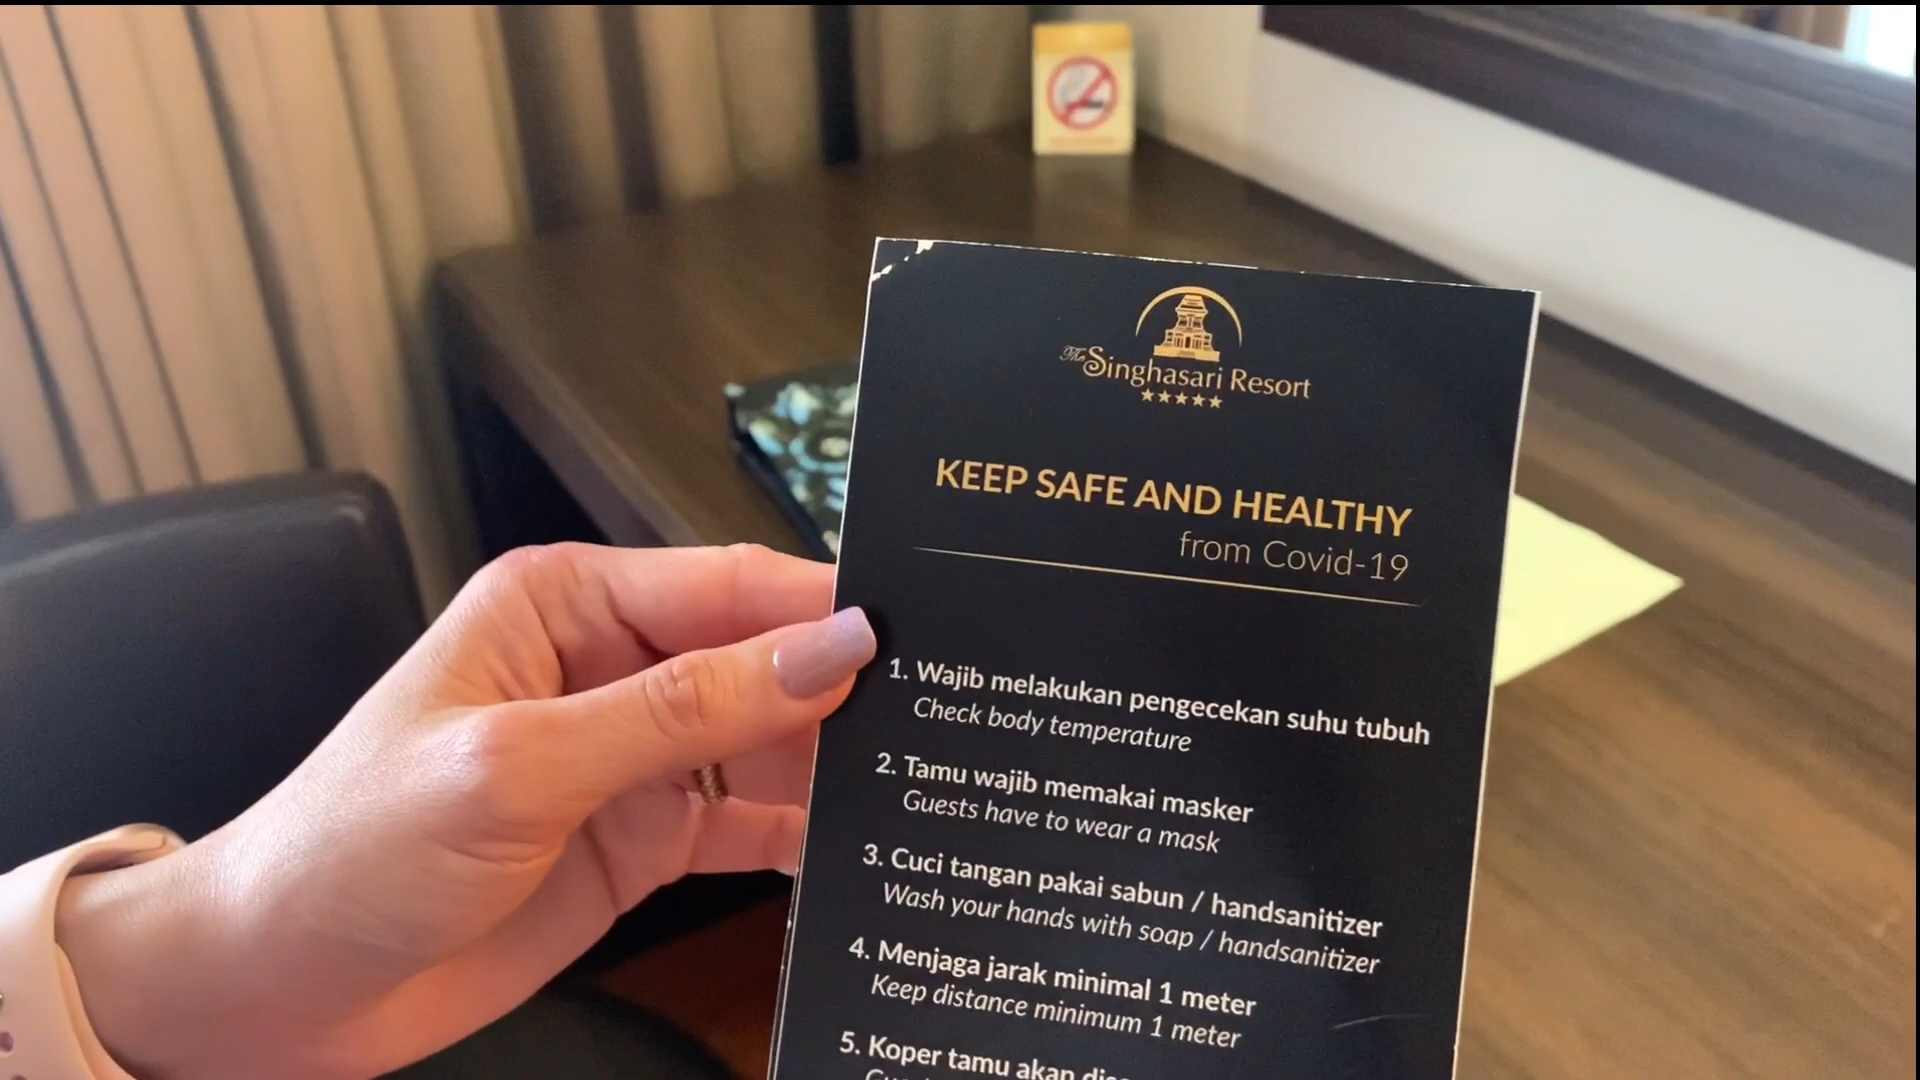 The Singhasari Resort
★★★★★
KEEP SAFE AND HEALTHY
from Covid-19
1. Wajib melakukan pengecekan suhu tubuh
Check body temperature
2. Tamu wajib memakai masker
Guests have to wear a mask
3. Cuci tangan pakai sabun / handsanitizer
Wash your hands with soap / handsanitizer
4. Menjaga jarak minimal 1 meter
Keep distance minimum 1 meter
5. Koper tamu akan